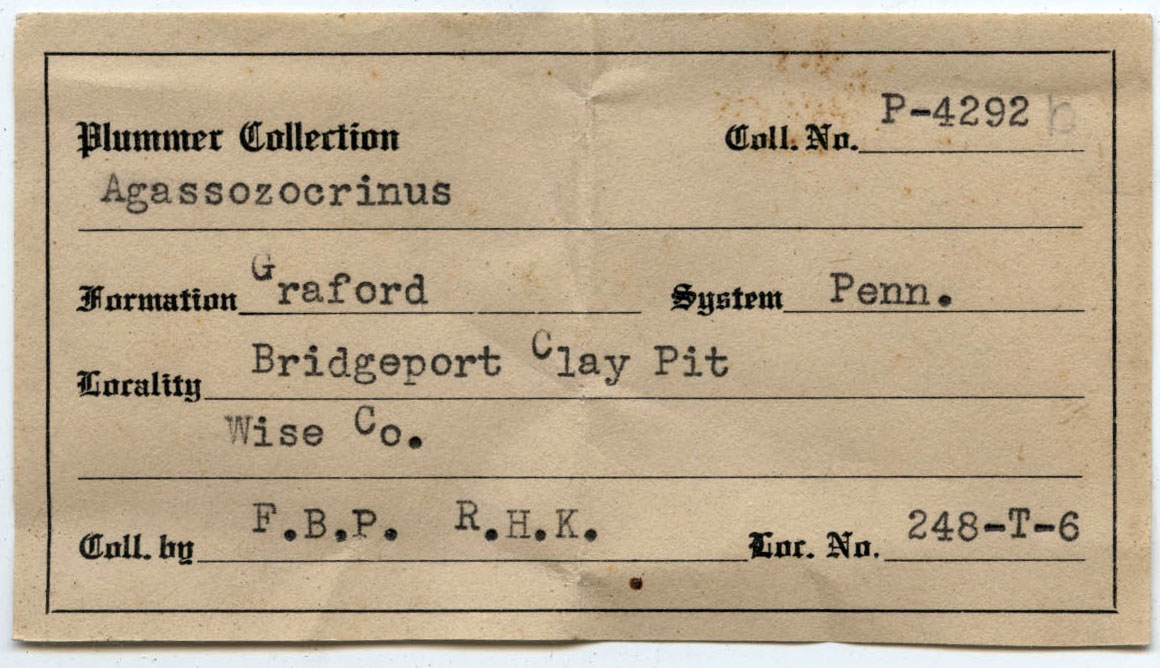 Plummer Collection Coll. No. P-4292 b
Agassozocrinus
Formation Graford System Penn.
Locality Bridgeport Clay Pit
Wise Co.
Coll. by F.B.P. R.H.K. Loc. No. 248-T-6